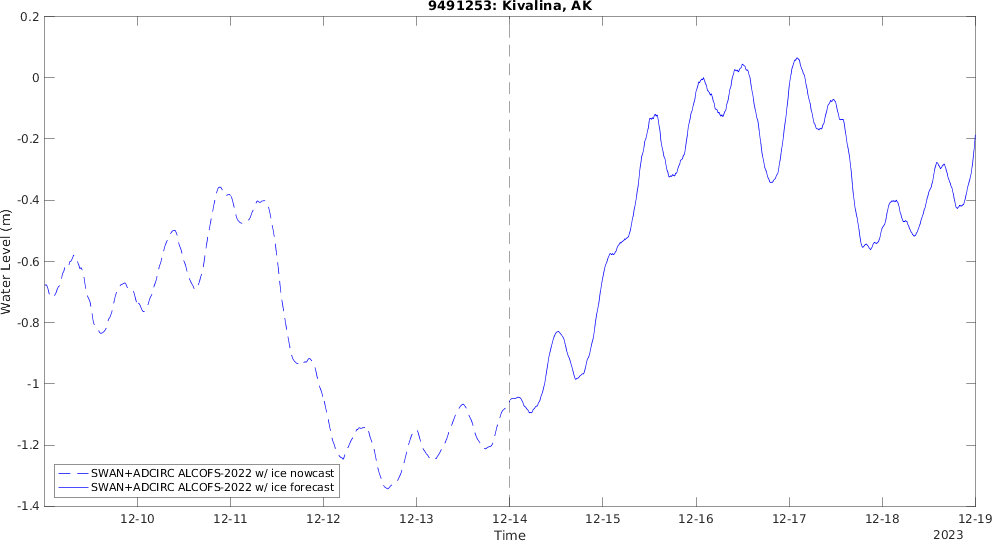 9491253: Kivalina, AK
0.2
0
-0.2
-0.4
-0.6
-0.8
-1
-1.2
-1.4
Water Level (m)
SWAN+ADCIRC ALCOFS-2022 w/ ice nowcast
SWAN+ADCIRC ALCOFS-2022 w/ ice forecast
12-10 12-11 12-12 12-13 12-14 12-15 12-16 12-17 12-18 12-19
Time
2023